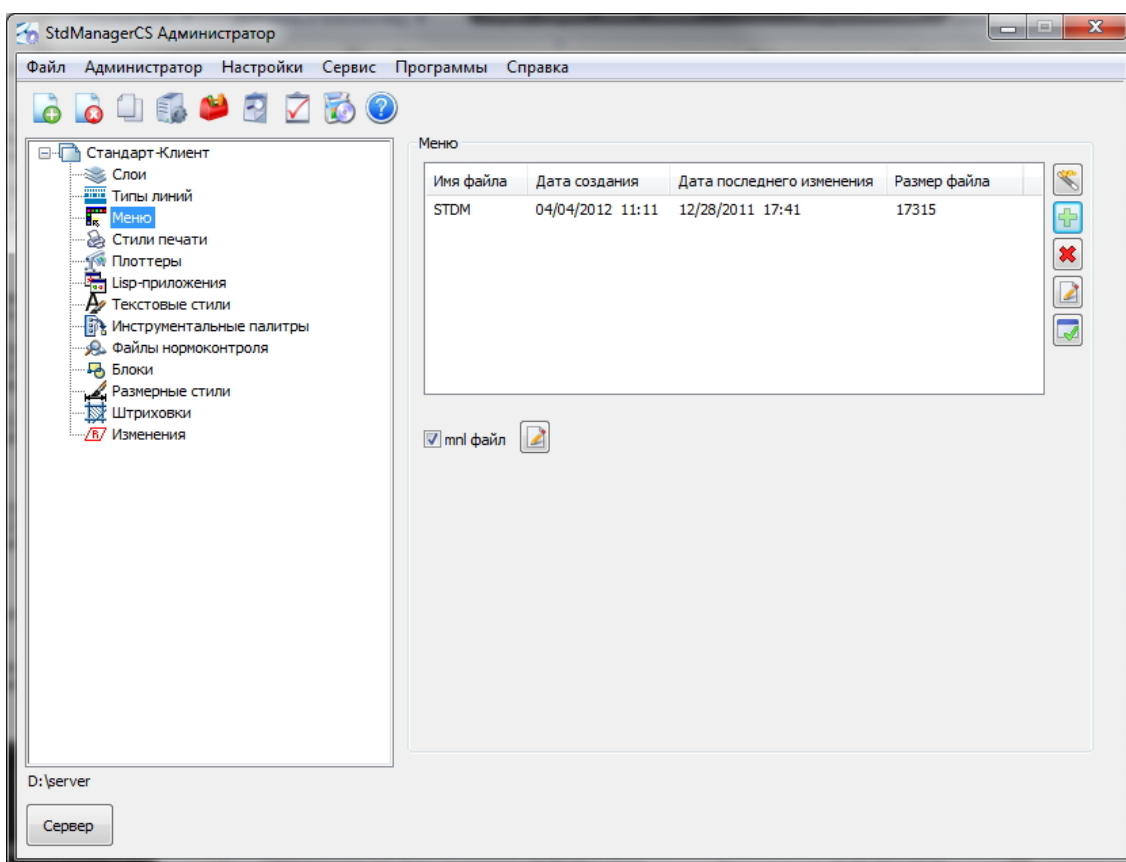 StdManagerCS Администратор
Файл Администратор Настройки Сервис Программы Справка
Стандарт-Клиент
Слои
Типы линий
Меню
Стили печати
Плоттеры
Lisp-приложения
Текстовые стили
Инструментальные палитры
Файлы нормоконтроля
Блоки
Размерные стили
Штриховки
Изменения
Меню
Имя файла Дата создания Дата последнего изменения Размер файла
STDM 04/04/2012 11:11 12/28/2011 17:41 17315
mnl файл
D:\server
Сервер